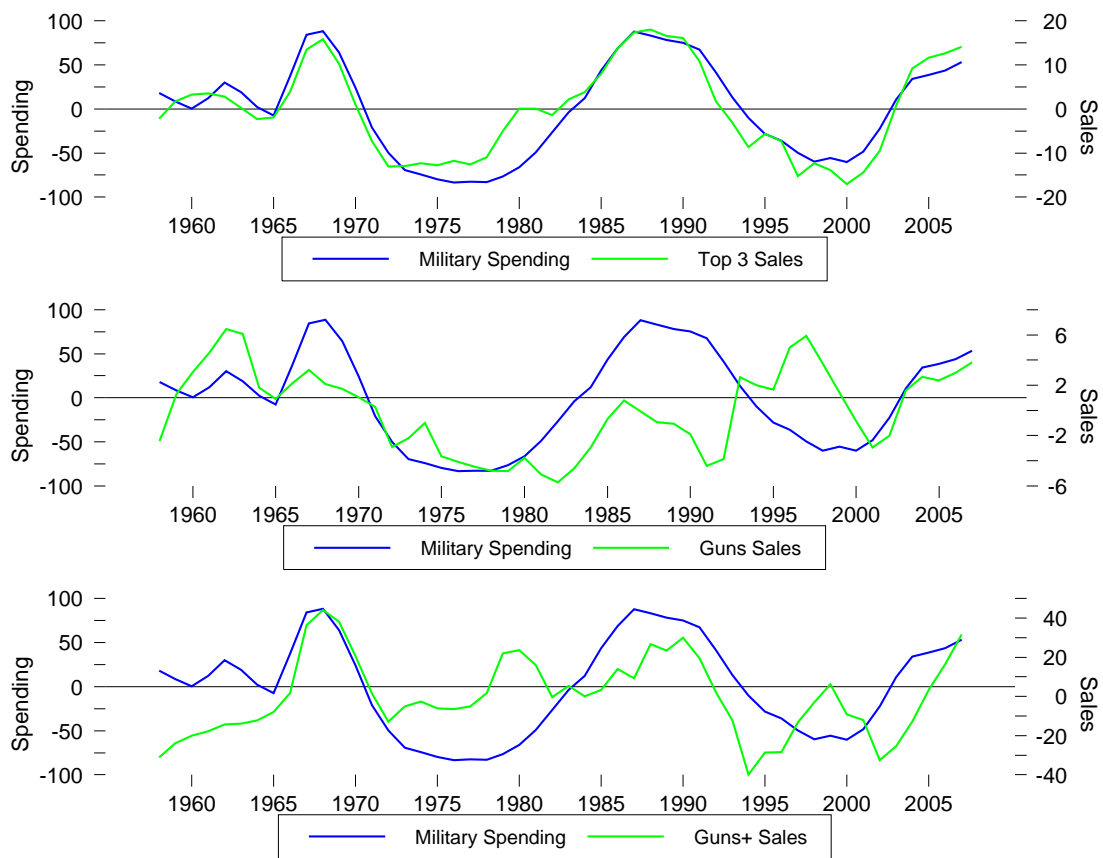 100 20
50 10
0 0
-50 -10
-100 -20
Spending
Sales
1960 1965 1970 1975 1980 1985 1990 1995 2000 2005
Military Spending Top 3 Sales
100
50 6
0 2
-50 -2
-100 -6
Spending
Sales
1960 1965 1970 1975 1980 1985 1990 1995 2000 2005
Military Spending Guns Sales
100
50 40
0 20
-50 0
-100 -20
-40
Spending
Sales
1960 1965 1970 1975 1980 1985 1990 1995 2000 2005
Military Spending Guns+ Sales